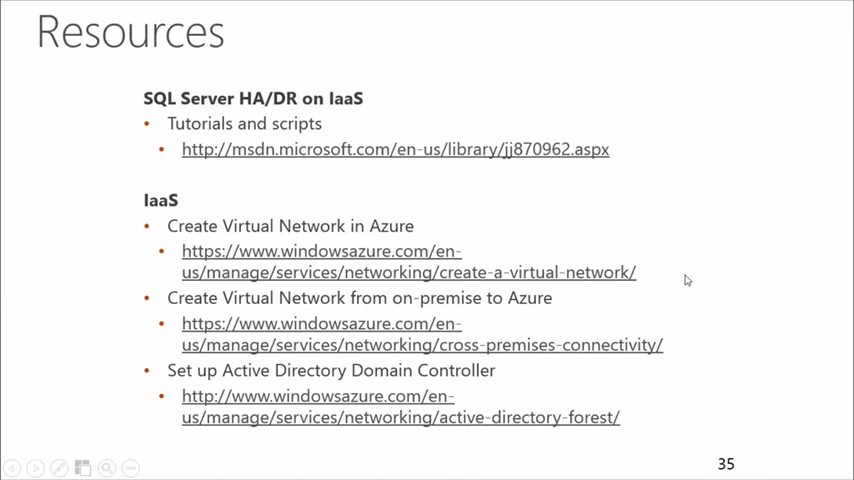 Resources
SQL Server HA/DR on IaaS
• Tutorials and scripts
• http://msdn.microsoft.com/en-us/library/jj870962.aspx
IaaS
• Create Virtual Network in Azure
• https://www.windowsazure.com/en-
us/manage/services/networking/create-a-virtual-network/
• Create Virtual Network from on-premise to Azure
• https://www.windowsazure.com/en-
us/manage/services/networking/cross-premises-connectivity/
• Set up Active Directory Domain Controller
• http://www.windowsazure.com/en-
us/manage/services/networking/active-directory-forest/
35